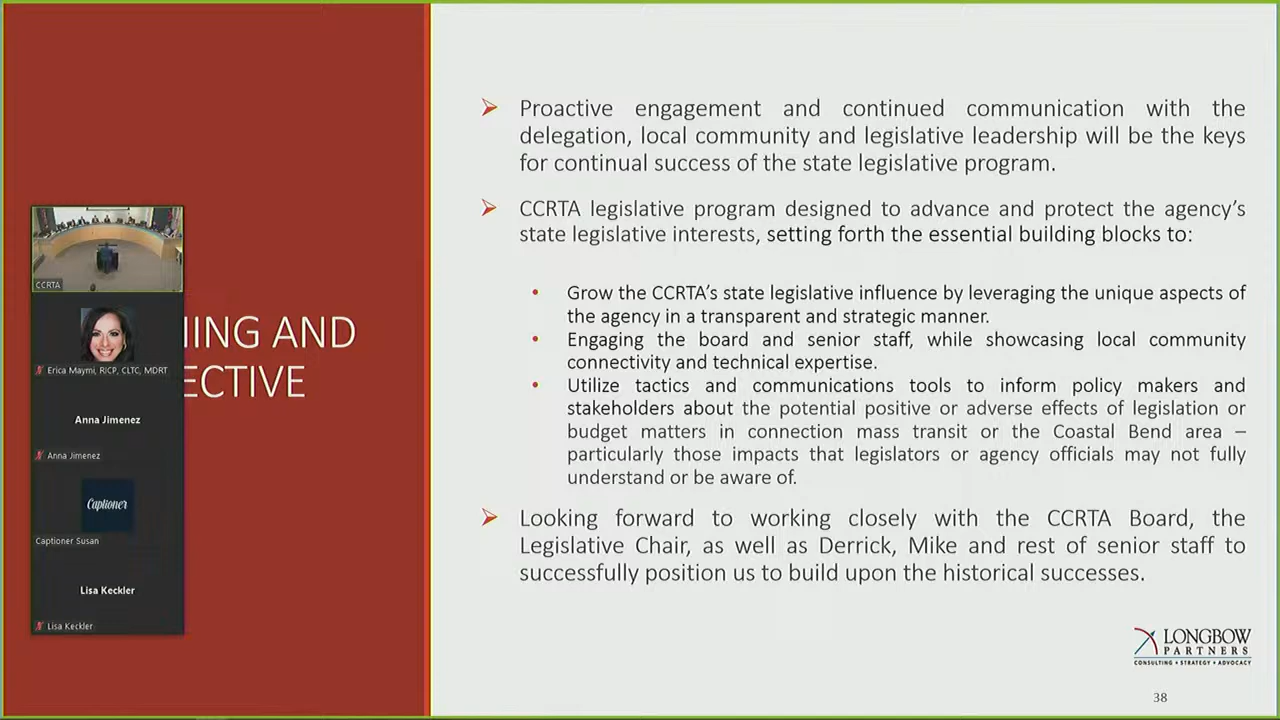 CCRTA
Erica Maymi, RICP, CLTC, MDRT
Anna Jimenez
Anna Jimenez
Captioner
Captioner Susan
Lisa Keckler
Lisa Keckler
NING AND
ECTIVE
Proactive engagement and continued communication with the
delegation, local community and legislative leadership will be the keys
for continual success of the state legislative program.
CCRTA legislative program designed to advance and protect the agency's
state legislative interests, setting forth the essential building blocks to:
Grow the CCRTA's state legislative influence by leveraging the unique aspects of
the agency in a transparent and strategic manner.
Engaging the board and senior staff, while showcasing local community
connectivity and technical expertise.
Utilize tactics and communications tools to inform policy makers and
stakeholders about the potential positive or adverse effects of legislation or
budget matters in connection mass transit or the Coastal Bend area –
particularly those impacts that legislators or agency officials may not fully
understand or be aware of.
Looking forward to working closely with the CCRTA Board, the
Legislative Chair, as well as Derrick, Mike and rest of senior staff to
successfully position us to build upon the historical successes.
LONGBOW
PARTNERS
CONSULTING • STRATEGY • ADVOCACY
38